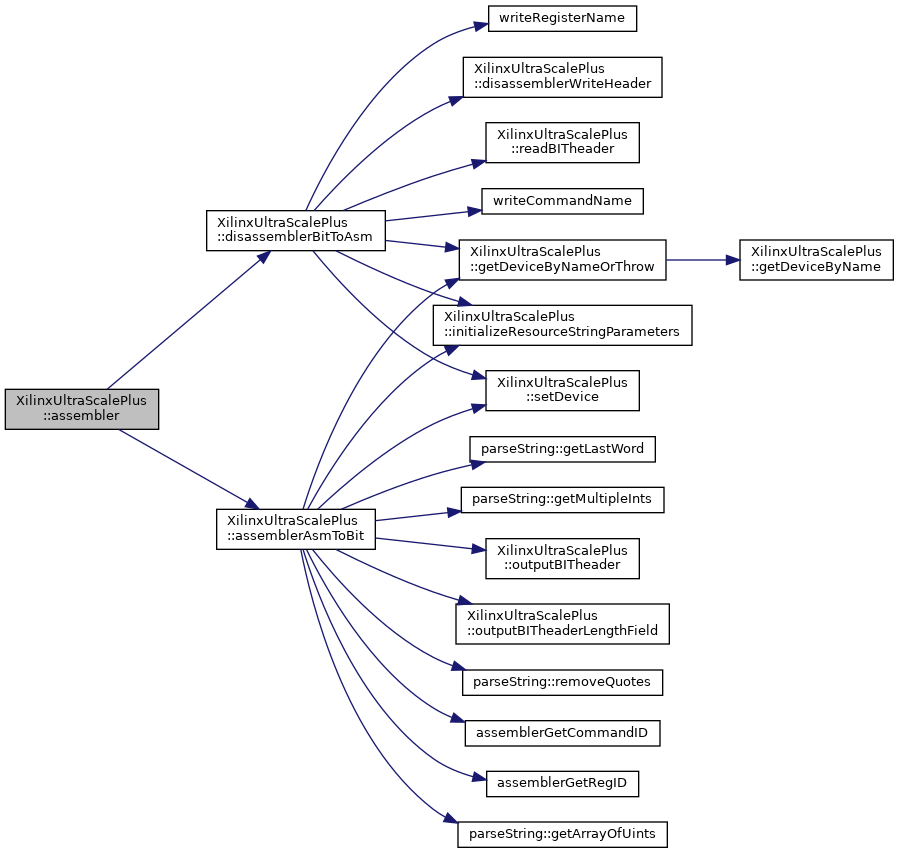 writeRegisterName
XilinxUltraScalePlus
::disassemblerWriteHeader
XilinxUltraScalePlus
::readBITheader
writeCommandName
XilinxUltraScalePlus
::disassemblerBitToAsm
XilinxUltraScalePlus
::getDeviceByNameOrThrow
XilinxUltraScalePlus
::getDeviceByName
XilinxUltraScalePlus
::initializeResourceStringParameters
XilinxUltraScalePlus
::setDevice
XilinxUltraScalePlus
::assembler
parseString::getLastWord
parseString::getMultipleInts
XilinxUltraScalePlus
::assemblerAsmToBit
XilinxUltraScalePlus
::outputBITheader
XilinxUltraScalePlus
::outputBITheaderLengthField
parseString::removeQuotes
assemblerGetCommandID
assemblerGetRegID
parseString::getArrayOfUints